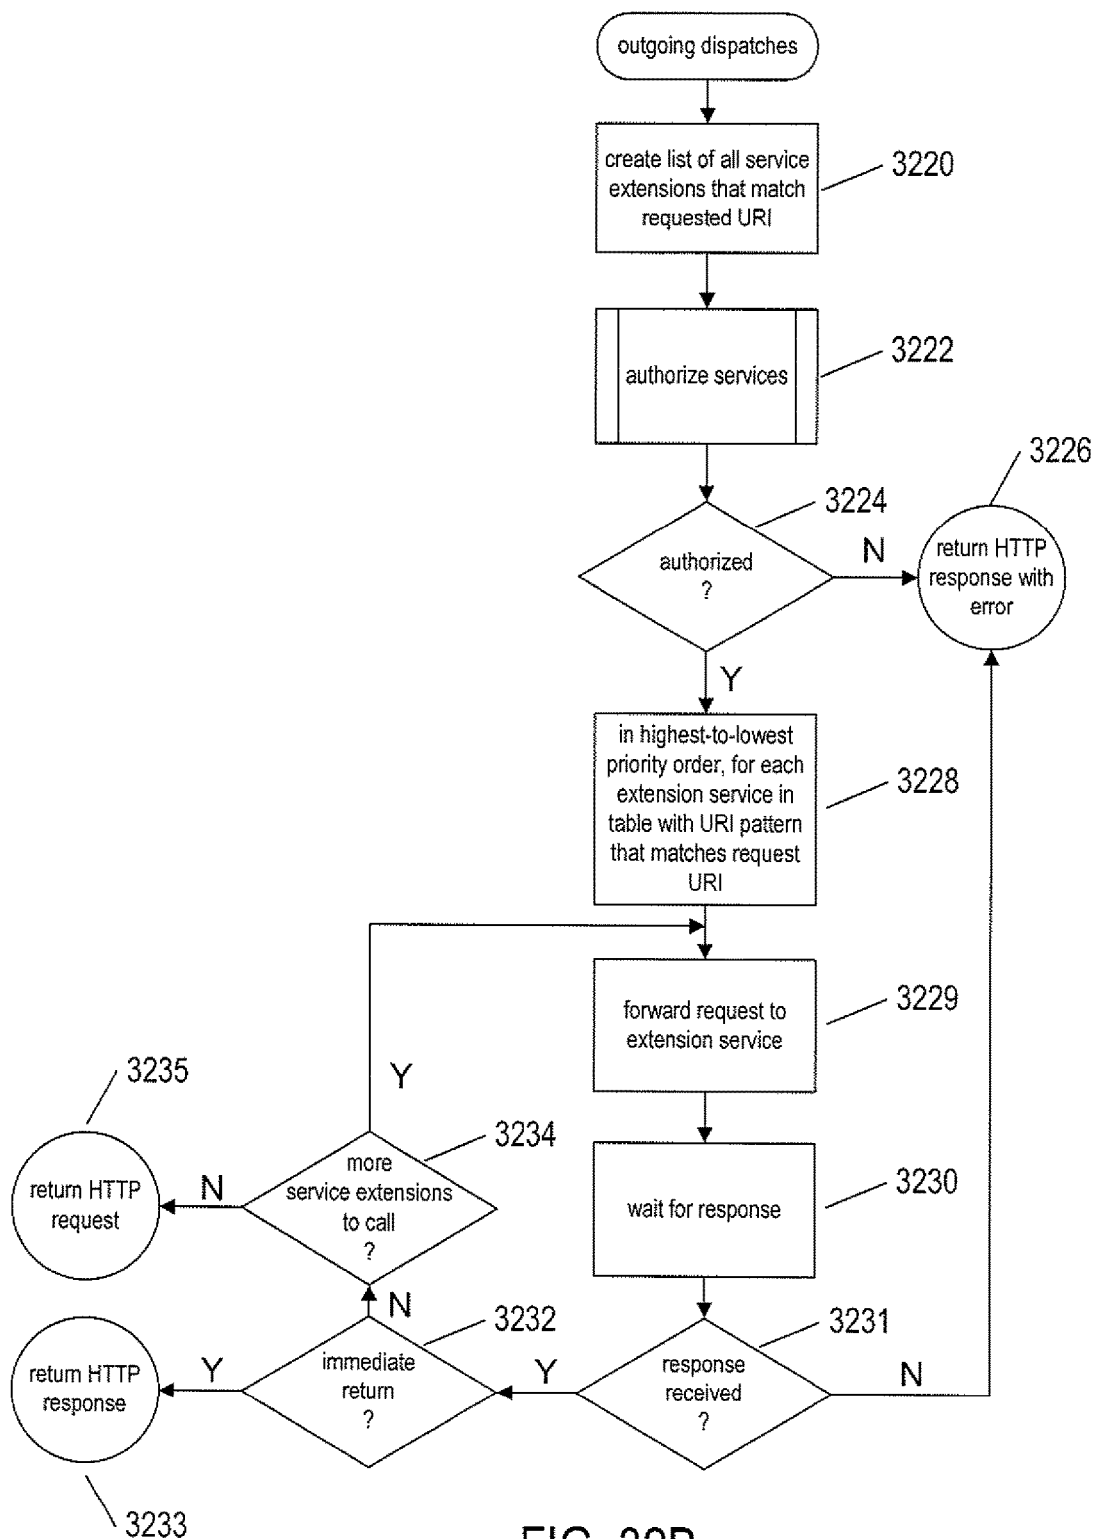 outgoing dispatches
create list of all service
extensions that match
requested URI
3220
authorize services
3222
3226
3224
authorized
?
N
return HTTP
response with
error
Y
in highest-to-lowest
priority order, for each
extension service in
table with URI pattern
that matches request
URI
3228
forward request to
extension service
3229
3235
Y
3234
more
service extensions
to call
?
N
return HTTP
request
wait for response
3230
N
3232
3231
immediate
return
?
Y
return HTTP
response
Y
response
received
?
N
3233